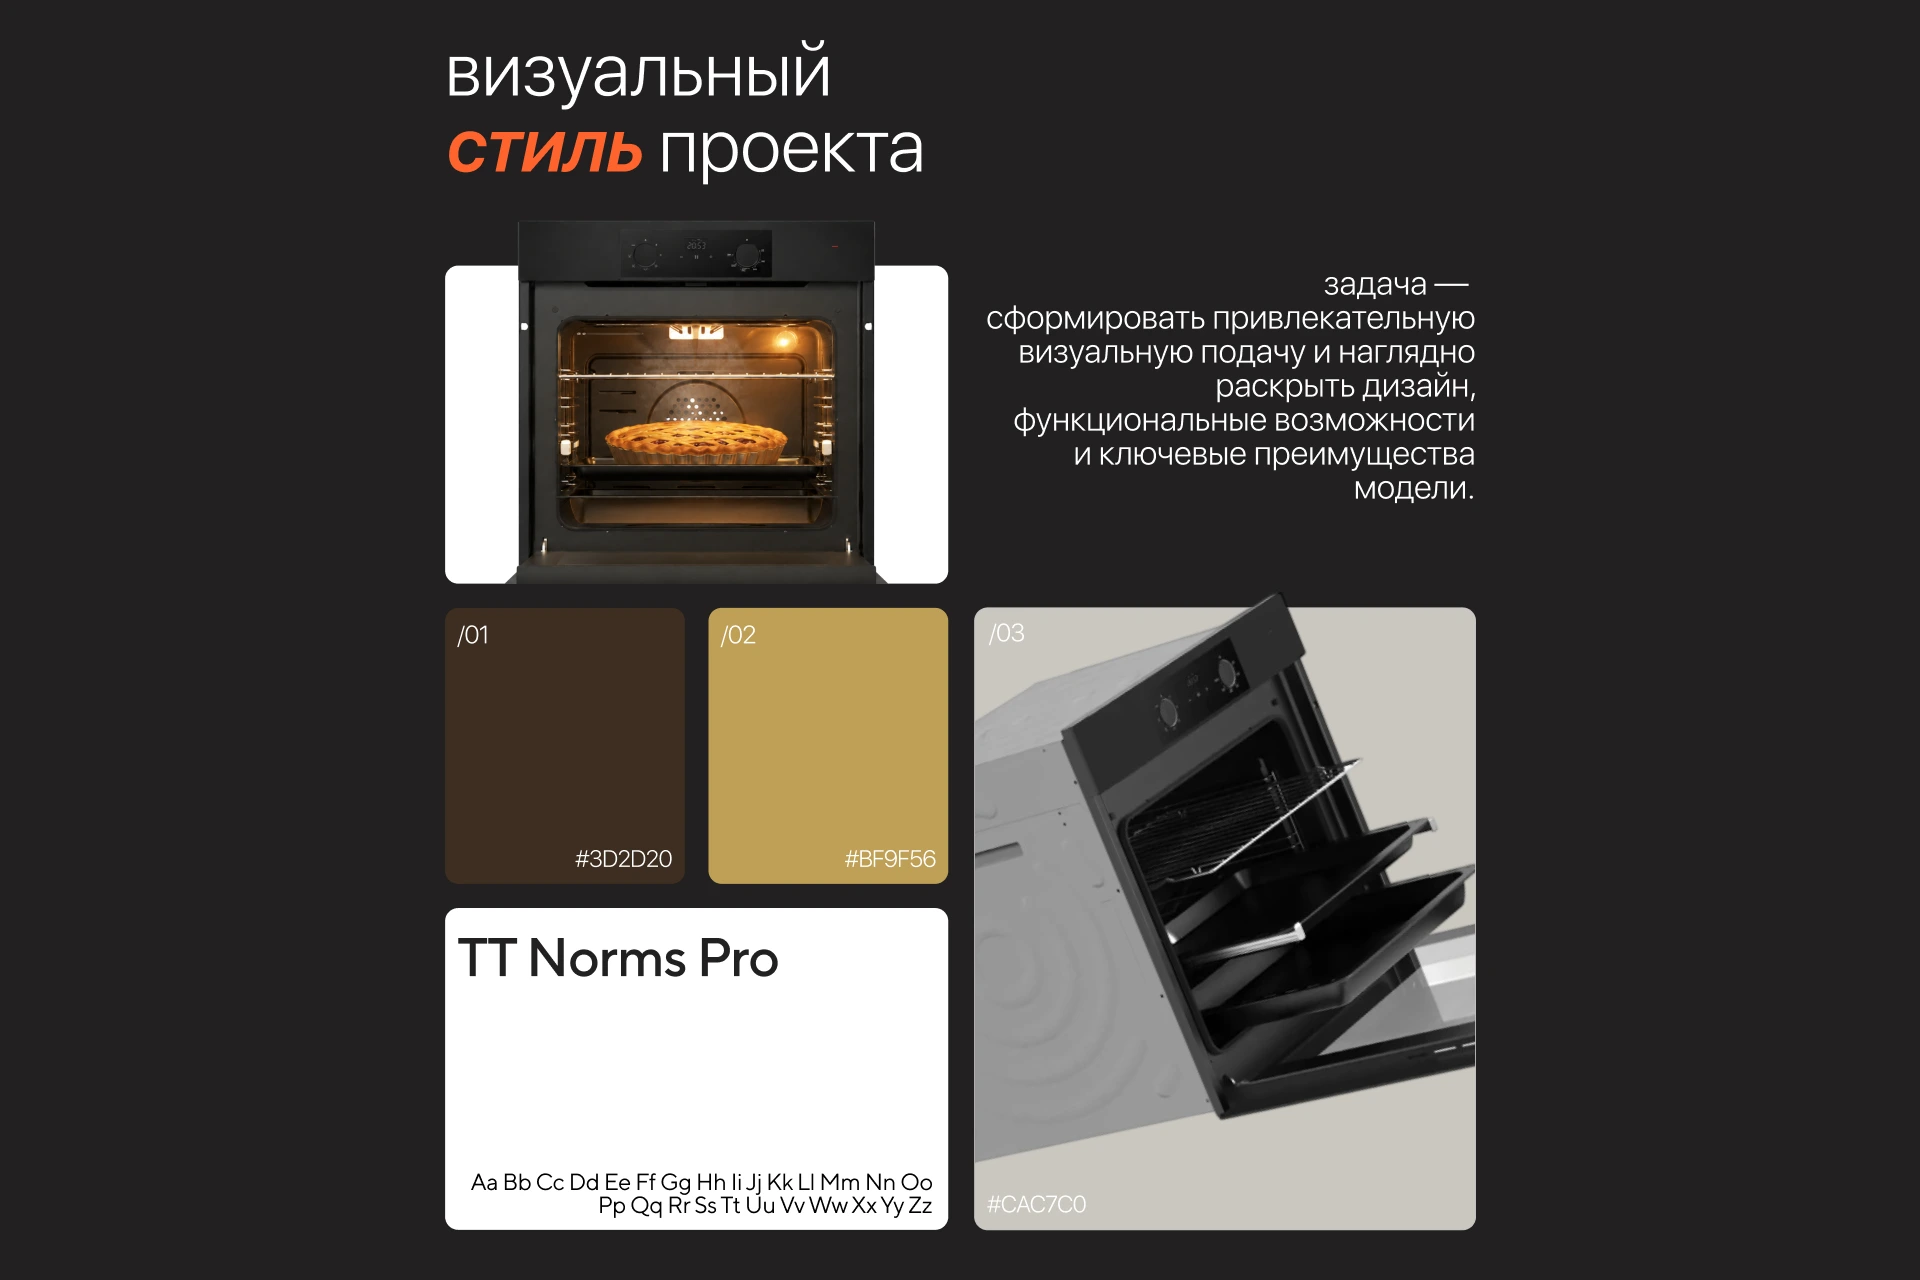 визуальный
стиль проекта
20:53
задача —
сформировать привлекательную
визуальную подачу и наглядно
раскрыть дизайн,
функциональные возможности
и ключевые преимущества
модели.
/01
#3D2D20
/02
#BF9F56
/03
#CAC7C0
TT Norms Pro
Aa Bb Cc Dd Ee Ff Gg Hh Ii Jj Kk Ll Mm Nn Oo
Pp Qq Rr Ss Tt Uu Vv Ww Xx Yy Zz